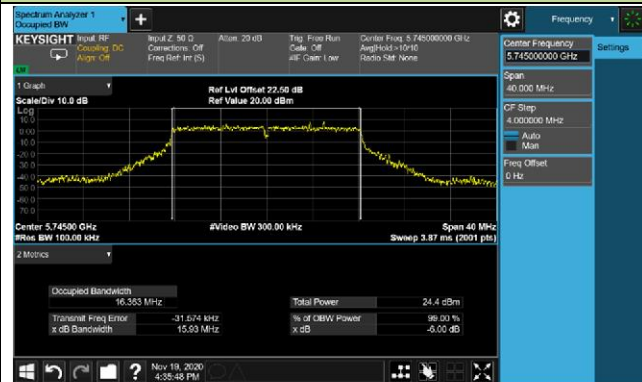 Spectrum Analyzer 1
Occupied BW
+
Frequency
KEYSIGHT
Input: RF
Coupling: DC
Align: Off
Input Z: 50 Ω
Corrections: Off
Freq Ref: Int (S)
Atten: 20 dB
Trig: Free Run
Gate: Off
#IF Gain: Low
Center Freq: 5.745000000 GHz
Avg|Hold:>10/10
Radio Std: None
Center Frequency
5.745000000 GHz
Settings
Span
40.000 MHz
CF Step
4.000000 MHz
Auto
Man
Freq Offset
0 Hz
1 Graph
Scale/Div 10.0 dB
Ref Lvl Offset 22.50 dB
Ref Value 20.00 dBm
Log
10.0
0.00
-10.0
-20.0
-30.0
-40.0
-50.0
-60.0
-70.0
Center 5.74500 GHz
#Res BW 100.00 kHz
#Video BW 300.00 kHz
Span 40 MHz
Sweep 3.87 ms (2001 pts)
2 Metrics
Occupied Bandwidth
16.363 MHz
Total Power
24.4 dBm
Transmit Freq Error
-31.574 kHz
% of OBW Power
99.00 %
x dB Bandwidth
15.93 MHz
x dB
-6.00 dB
?
Nov 19, 2020
4:35:48 PM